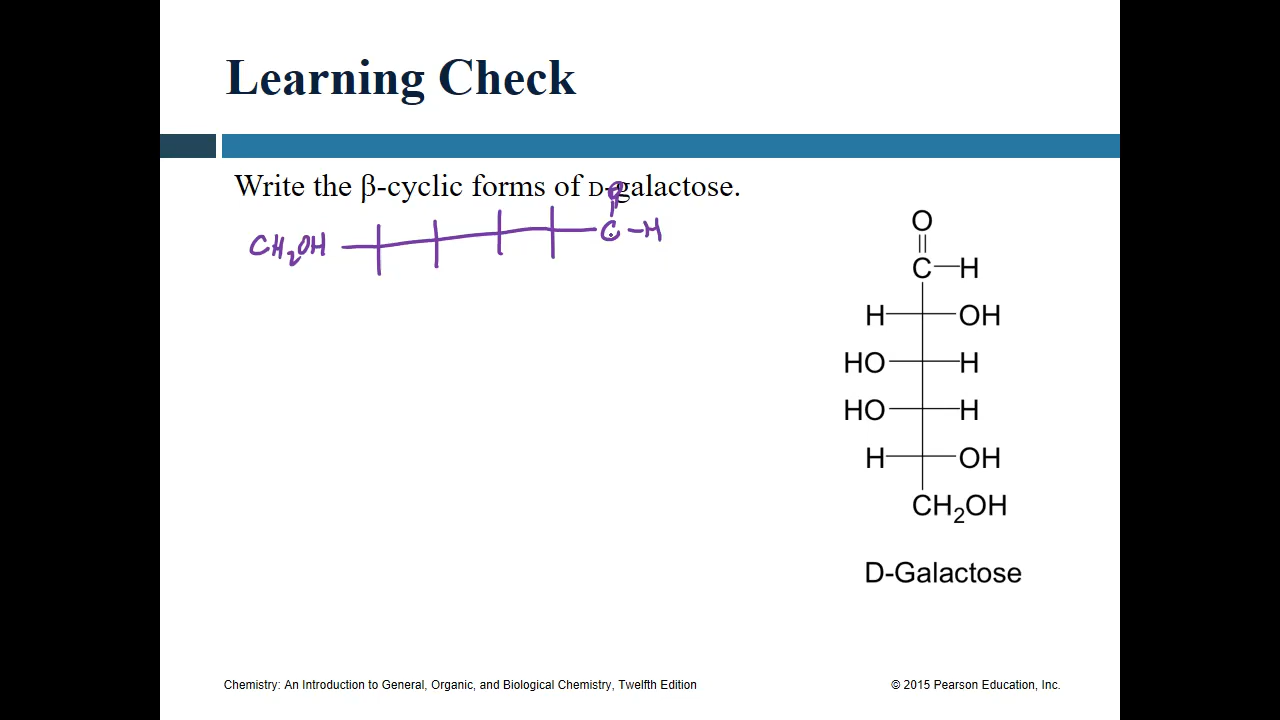 Learning Check
Write the β-cyclic forms of D-galactose.
CH₂OH
O
C-H
O
C-H
H OH
HO H
HO H
H OH
CH₂OH
D-Galactose
Chemistry: An Introduction to General, Organic, and Biological Chemistry, Twelfth Edition
© 2015 Pearson Education, Inc.